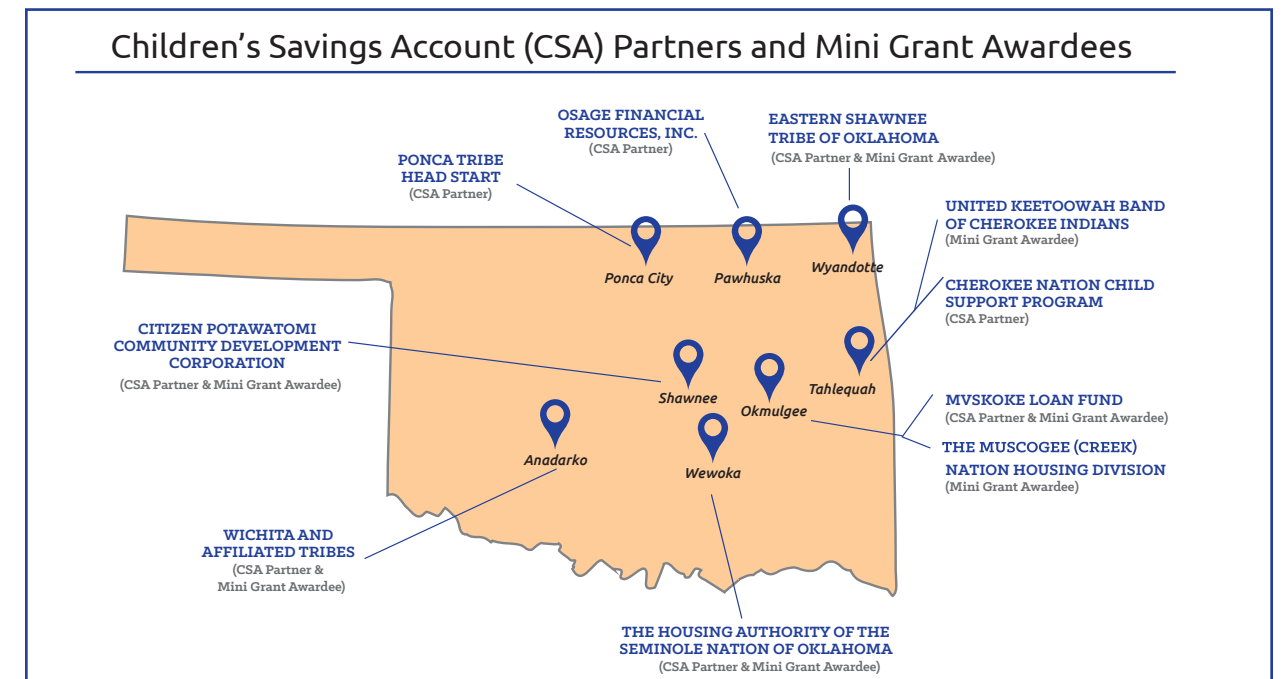 Children’s Savings Account (CSA) Partners and Mini Grant Awardees
OSAGE FINANCIAL
RESOURCES, INC.
(CSA Partner)
EASTERN SHAWNEE
TRIBE OF OKLAHOMA
(CSA Partner & Mini Grant Awardee)
PONCA TRIBE
HEAD START
(CSA Partner)
UNITED KEETOOWAH BAND
OF CHEROKEE INDIANS
(Mini Grant Awardee)
Ponca City
Pawhuska
Wyandotte
CHEROKEE NATION CHILD
SUPPORT PROGRAM
(CSA Partner)
CITIZEN POTAWATOMI
COMMUNITY DEVELOPMENT
CORPORATION
(CSA Partner & Mini Grant Awardee)
Shawnee
Okmulgee
Tahlequah
MVSKOKE LOAN FUND
(CSA Partner & Mini Grant Awardee)
THE MUSCOGEE (CREEK)
NATION HOUSING DIVISION
(Mini Grant Awardee)
Anadarko
Wewoka
WICHITA AND
AFFILIATED TRIBES
(CSA Partner &
Mini Grant Awardee)
THE HOUSING AUTHORITY OF THE
SEMINOLE NATION OF OKLAHOMA
(CSA Partner & Mini Grant Awardee)